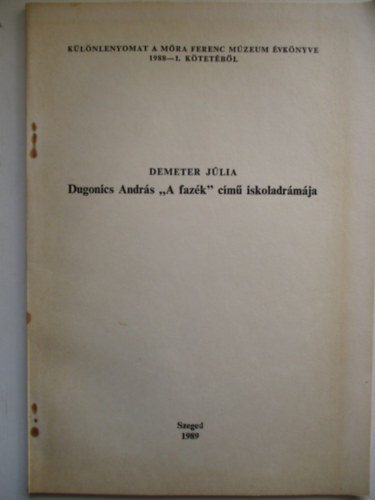 KÜLÖNLENYOMAT A MÓRA FERENC MÚZEUM ÉVKÖNYVE
1988—1. KÖTETÉBŐL
DEMETER JÚLIA
Dugonics András „A fazék” című iskoladrámája
Szeged
1989